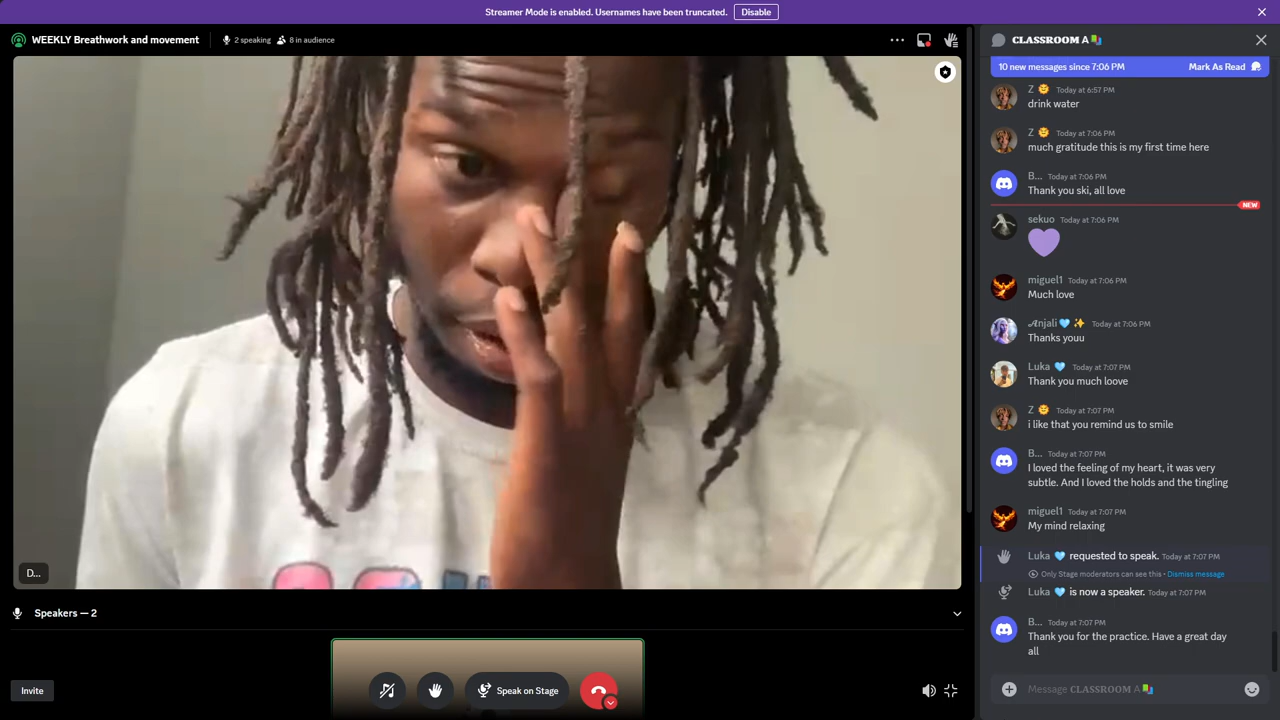 Streamer Mode is enabled. Usernames have been truncated. Disable
WEEKLY Breathwork and movement
2 speaking
8 in audience
D...
Speakers — 2
Invite
Speak on Stage
CLASSROOM A
10 new messages since 7:06 PM
Mark As Read
Z Today at 6:57 PM
drink water
Z Today at 7:06 PM
much gratitude this is my first time here
B... Today at 7:06 PM
Thank you ski, all love
NEW
sekuo Today at 7:06 PM
miguel1 Today at 7:06 PM
Much love
𝓐njali Today at 7:06 PM
Thanks youu
Luka Today at 7:07 PM
Thank you much loove
Z Today at 7:07 PM
i like that you remind us to smile
B... Today at 7:07 PM
I loved the feeling of my heart, it was very
subtle. And I loved the holds and the tingling
miguel1 Today at 7:07 PM
My mind relaxing
Luka requested to speak. Today at 7:07 PM
Only Stage moderators can see this • Dismiss message
Luka is now a speaker. Today at 7:07 PM
B... Today at 7:07 PM
Thank you for the practice. Have a great day
all
Message CLASSROOM A